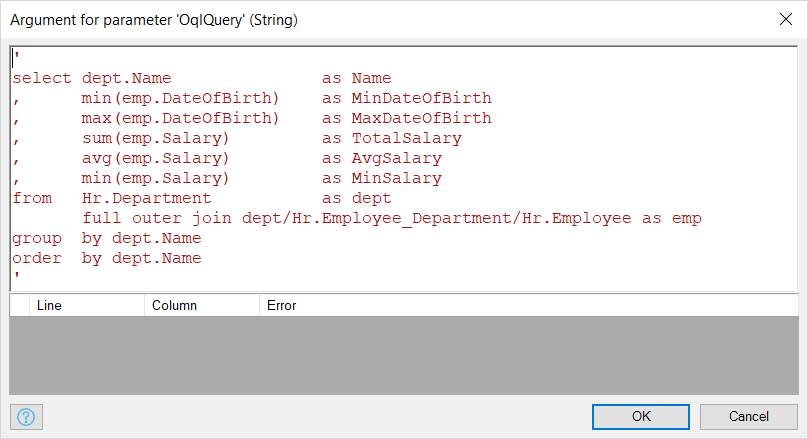 Argument for parameter 'OqlQuery' (String)
'
select dept.Name as Name
, min(emp.DateOfBirth) as MinDateOfBirth
, max(emp.DateOfBirth) as MaxDateOfBirth
, sum(emp.Salary) as TotalSalary
, avg(emp.Salary) as AvgSalary
, min(emp.Salary) as MinSalary
from Hr.Department as dept
full outer join dept/Hr.Employee_Department/Hr.Employee as emp
group by dept.Name
order by dept.Name
'
Line Column Error
? OK Cancel